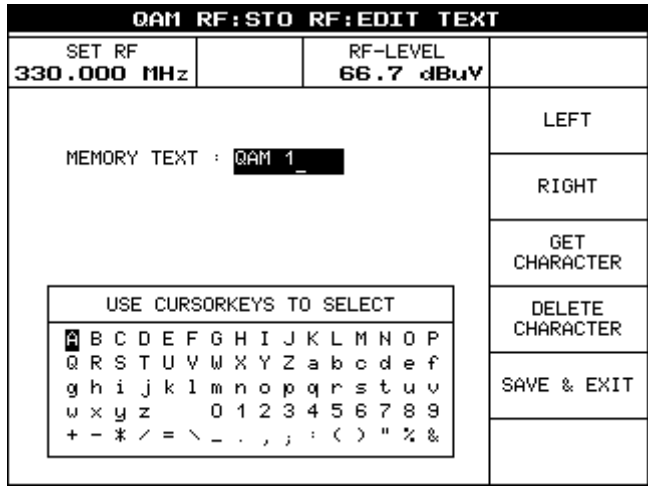 QAM RF:STO RF:EDIT TEXT
SET RF
330.000 MHz
RF-LEVEL
66.7 dBuV
MEMORY TEXT : QAM 1_
LEFT
RIGHT
GET
CHARACTER
DELETE
CHARACTER
SAVE & EXIT
USE CURSORKEYS TO SELECT
A B C D E F G H I J K L M N O P
Q R S T U V W X Y Z a b c d e f
g h i j k l m n o p q r s t u v
w x y z   0 1 2 3 4 5 6 7 8 9
+ - * / = \ _ . , ; : ( ) " % &